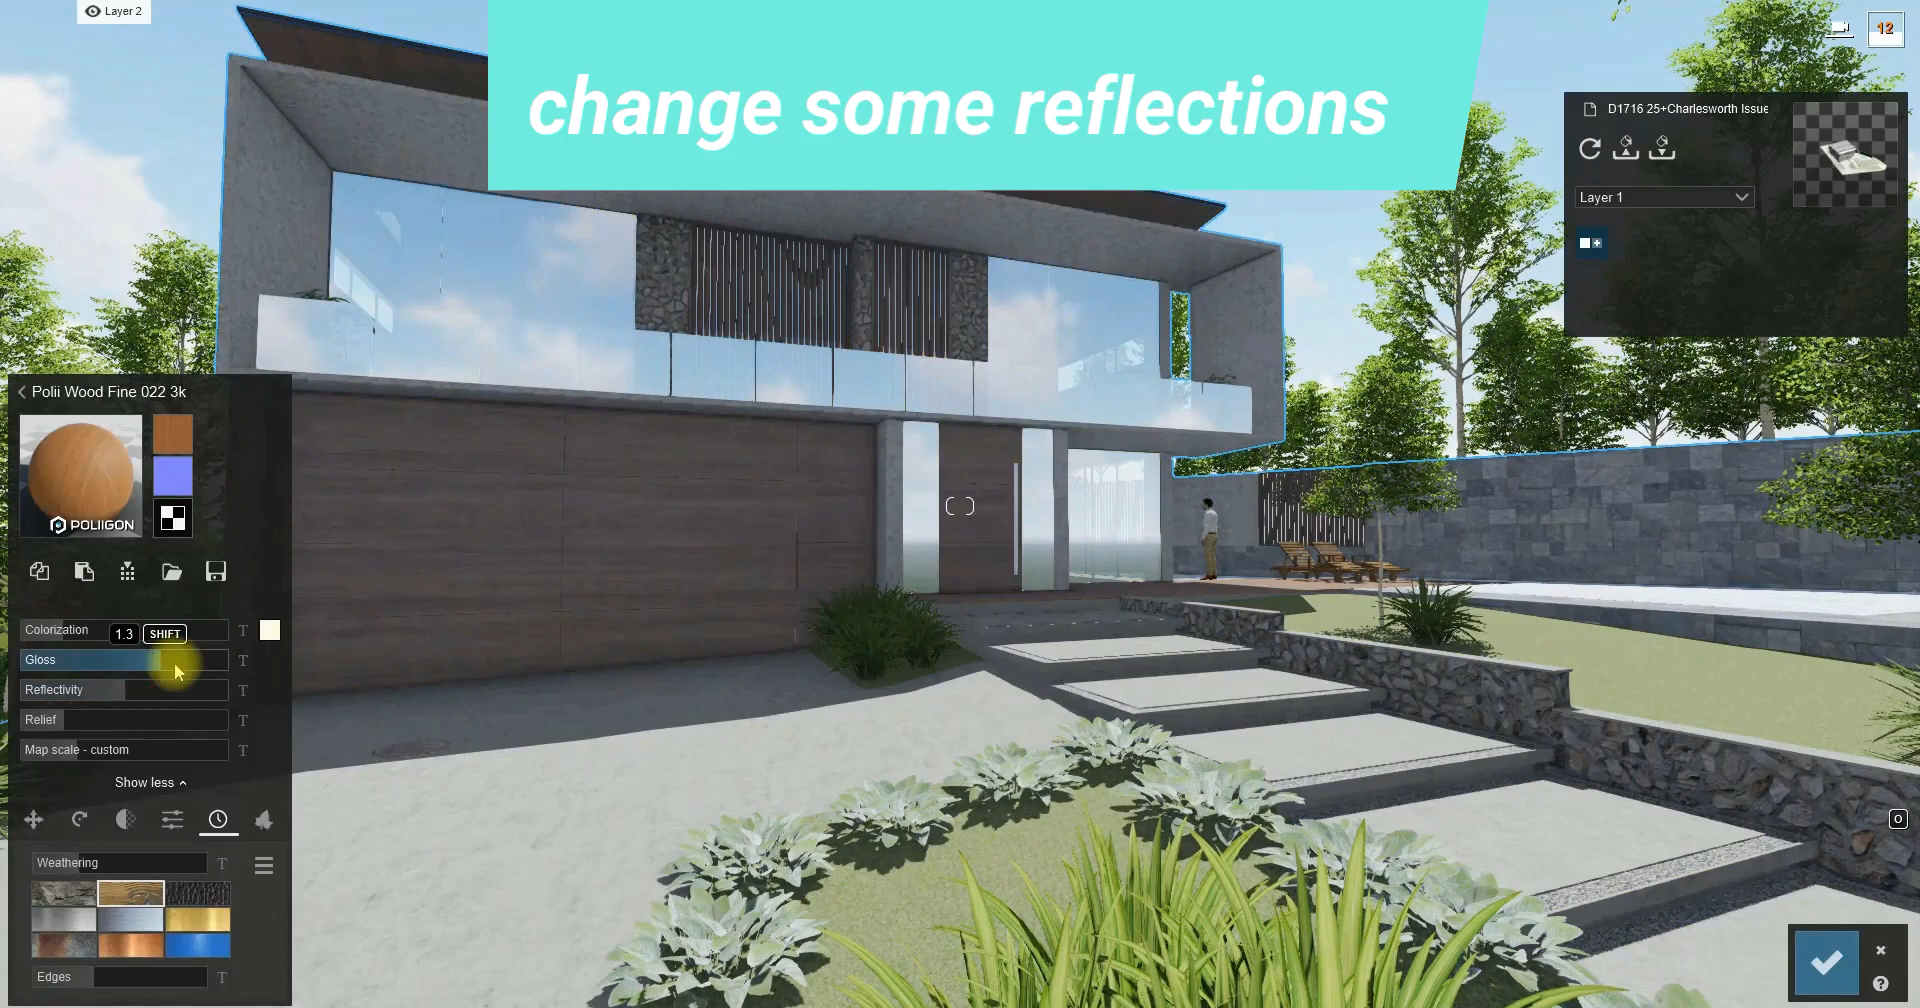 Layer 2
change some reflections
12
D1716 25+Charlesworth Issue
Layer 1
Polii Wood Fine 022 3k
POLIIGON
Colorization
1.3 SHIFT
T
Gloss
T
Reflectivity
T
Relief
T
Map scale - custom
T
Show less
Weathering
T
Edges
T
O
?